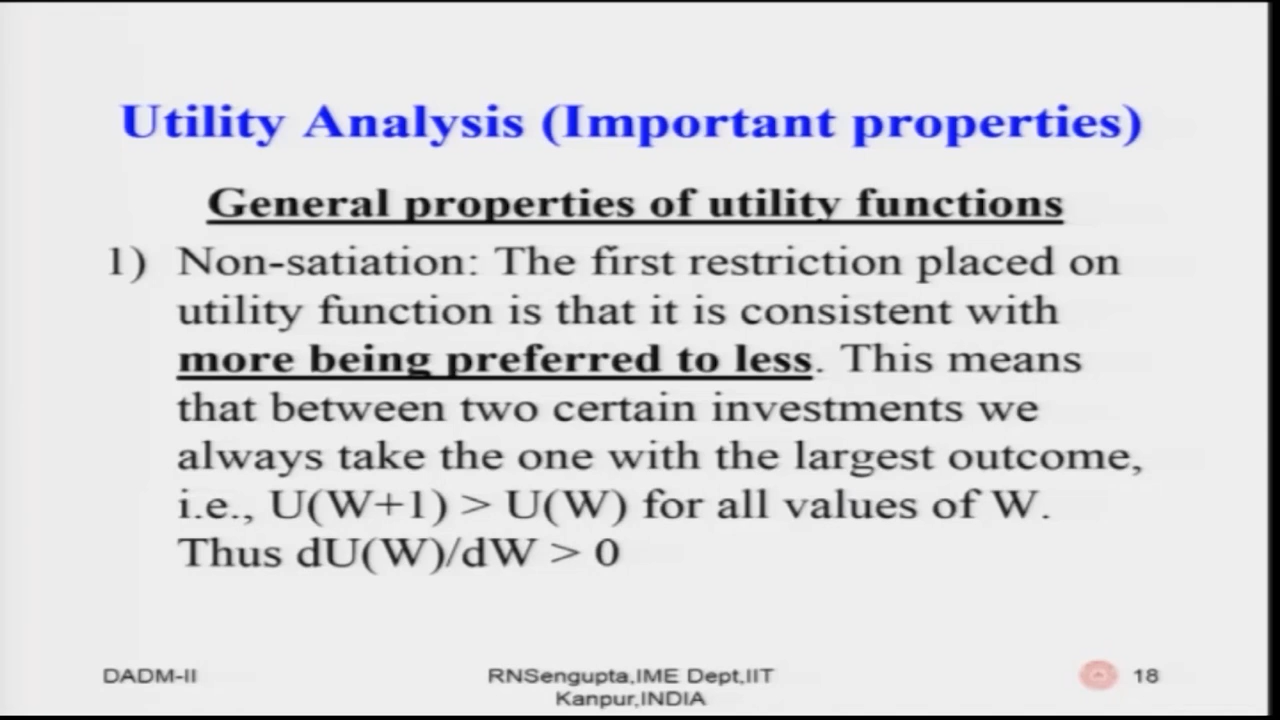 Utility Analysis (Important properties)
General properties of utility functions
1) Non-satiation: The first restriction placed on
utility function is that it is consistent with
more being preferred to less. This means
that between two certain investments we
always take the one with the largest outcome,
i.e., U(W+1) > U(W) for all values of W.
Thus dU(W)/dW > 0
DADM-II
RNSengupta,IME Dept,IIT
Kanpur,INDIA
18